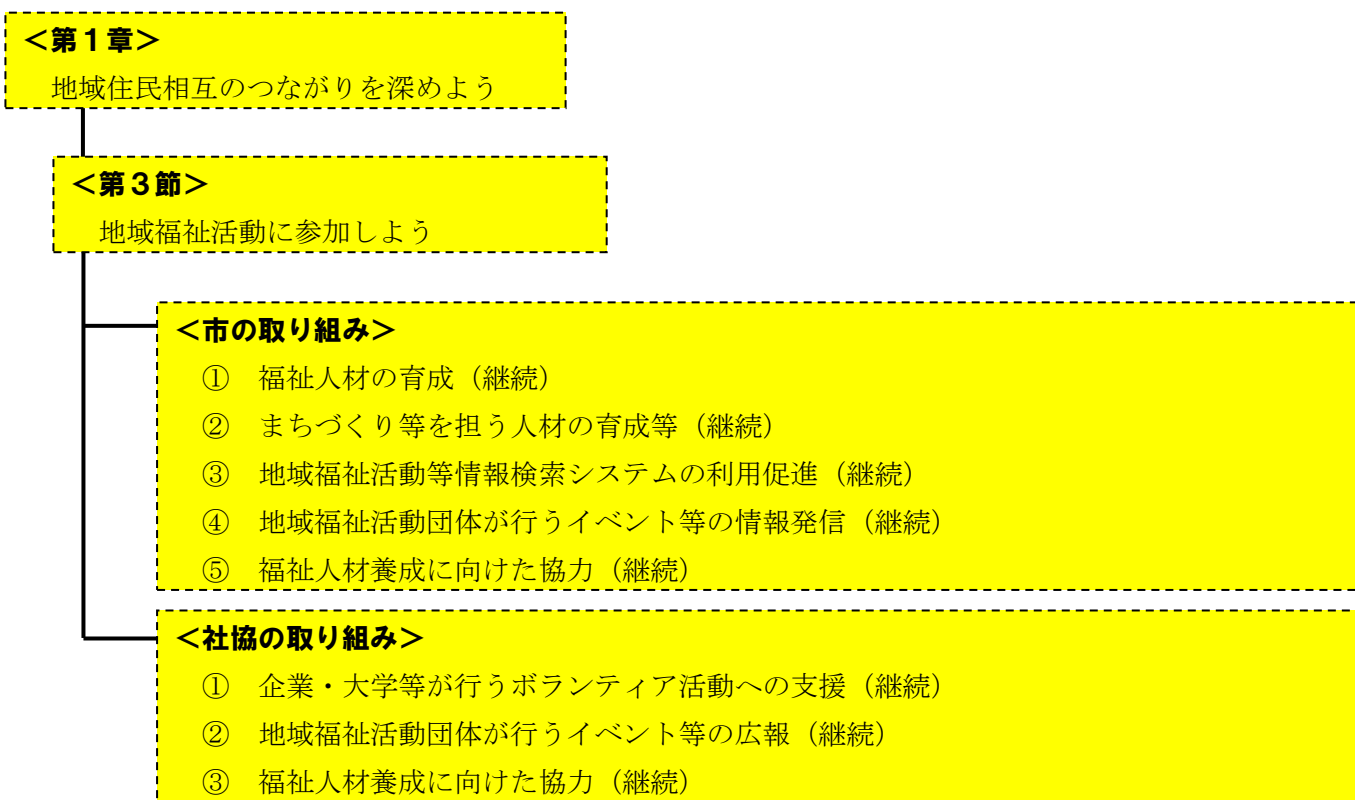 ＜第１章＞
地域住民相互のつながりを深めよう
＜第３節＞
地域福祉活動に参加しよう
＜市の取り組み＞
① 福祉人材の育成（継続）
② まちづくり等を担う人材の育成等（継続）
③ 地域福祉活動等情報検索システムの利用促進（継続）
④ 地域福祉活動団体が行うイベント等の情報発信（継続）
⑤ 福祉人材養成に向けた協力（継続）
＜社協の取り組み＞
① 企業・大学等が行うボランティア活動への支援（継続）
② 地域福祉活動団体が行うイベント等の広報（継続）
③ 福祉人材養成に向けた協力（継続）